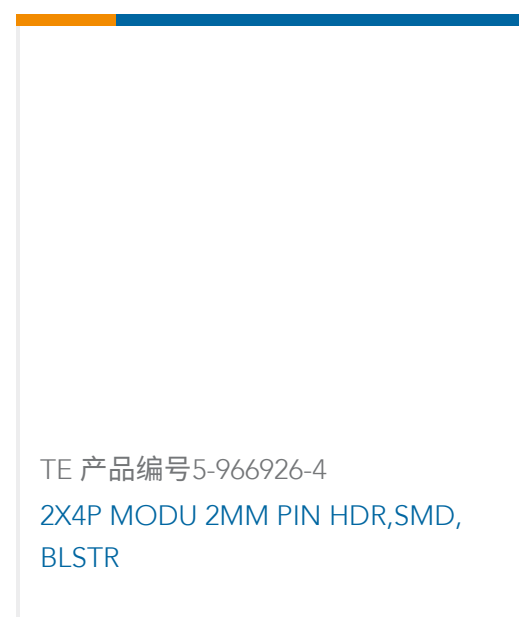 TE 产品编号5-966926-4
2X4P MODU 2MM PIN HDR,SMD,
BLSTR